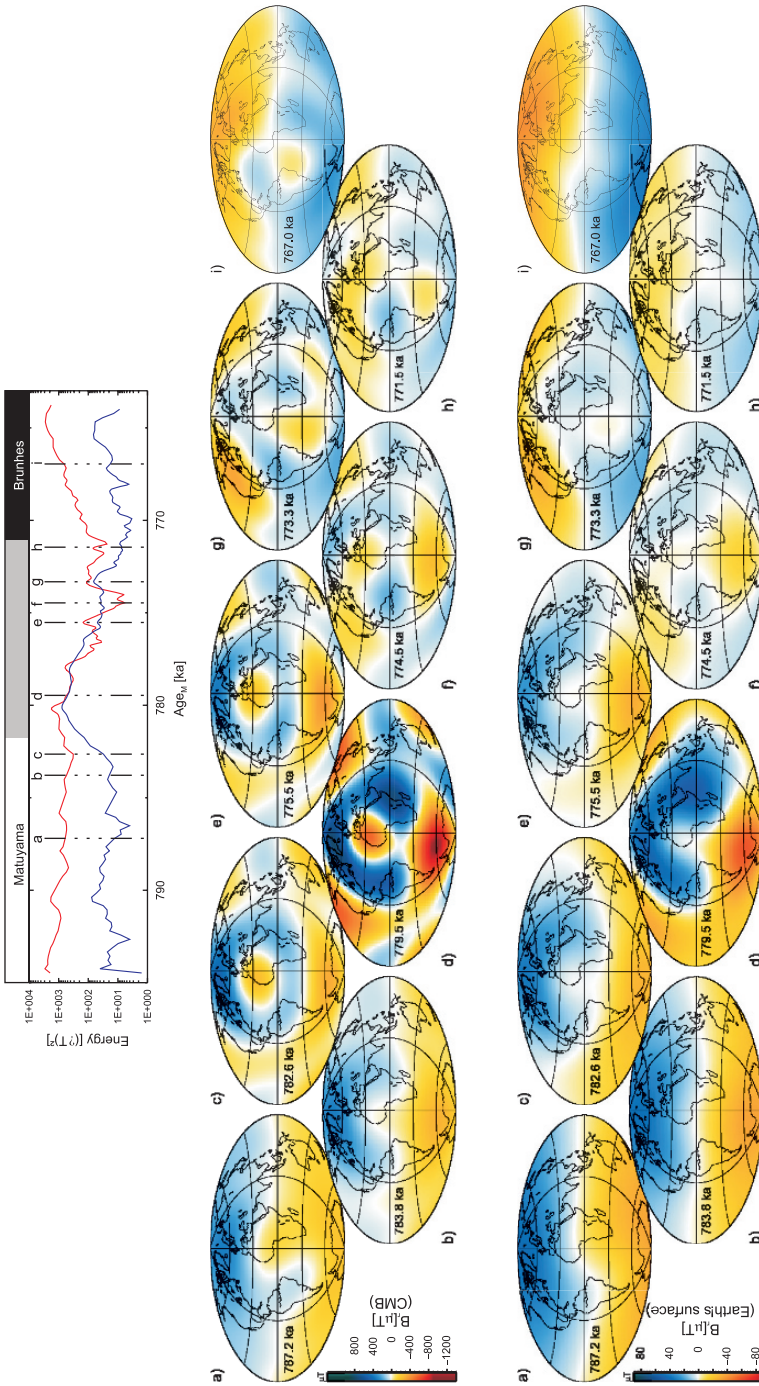 Matuyama
Brunhes
a
b
c
d
e
f
g
h
i
1E+004
1E+003
1E+002
1E+001
1E+000
Energy [(?T)²]
790
780
770
Age_M [ka]
a)
787.2 ka
b)
783.8 ka
c)
782.6 ka
d)
779.5 ka
e)
775.5 ka
f)
774.5 ka
g)
773.3 ka
h)
771.5 ka
i)
767.0 ka
µT
800
400
0
−400
−800
−1200
B_r[µT]
(CMB)
a)
787.2 ka
b)
783.8 ka
c)
782.6 ka
d)
779.5 ka
e)
775.5 ka
f)
774.5 ka
g)
773.3 ka
h)
771.5 ka
i)
767.0 ka
µT
80
40
0
−40
−80
B_r[µT]
(EarthIs surface)